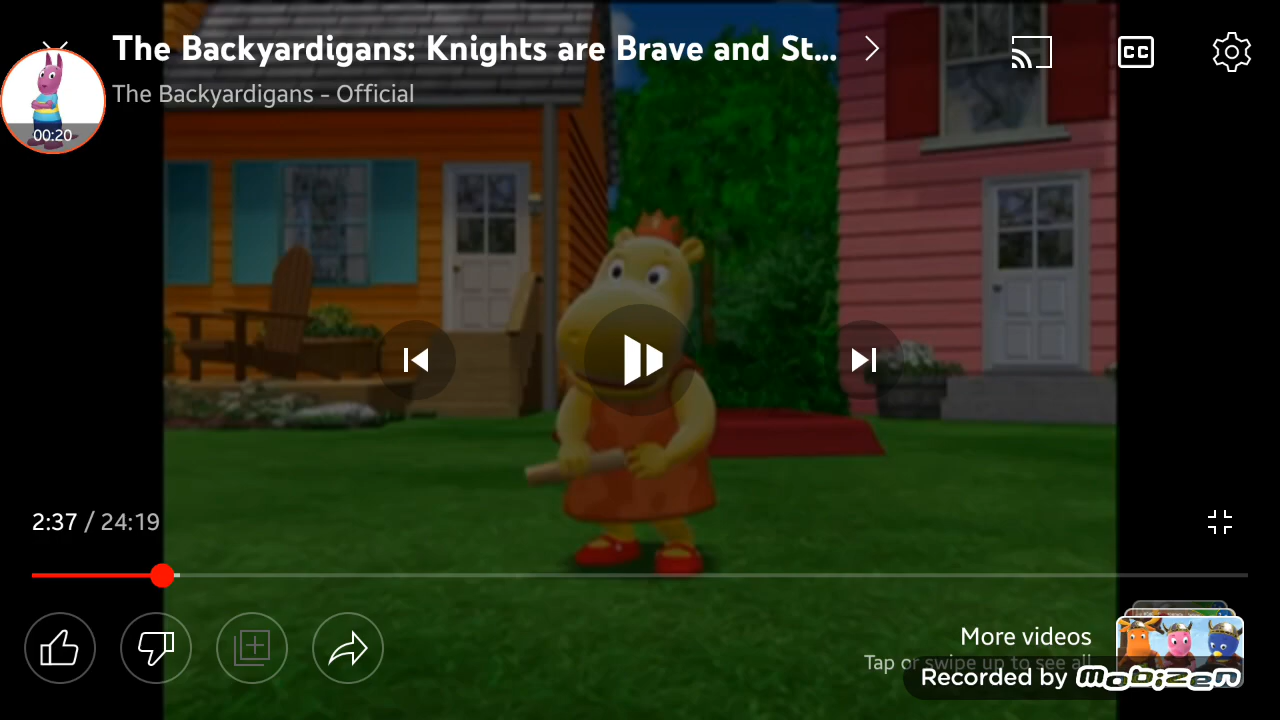 The Backyardigans: Knights are Brave and St...
The Backyardigans - Official
00:20
CC
2:37 / 24:19
More videos
Tap or swipe up to see all
Recorded by mobizen